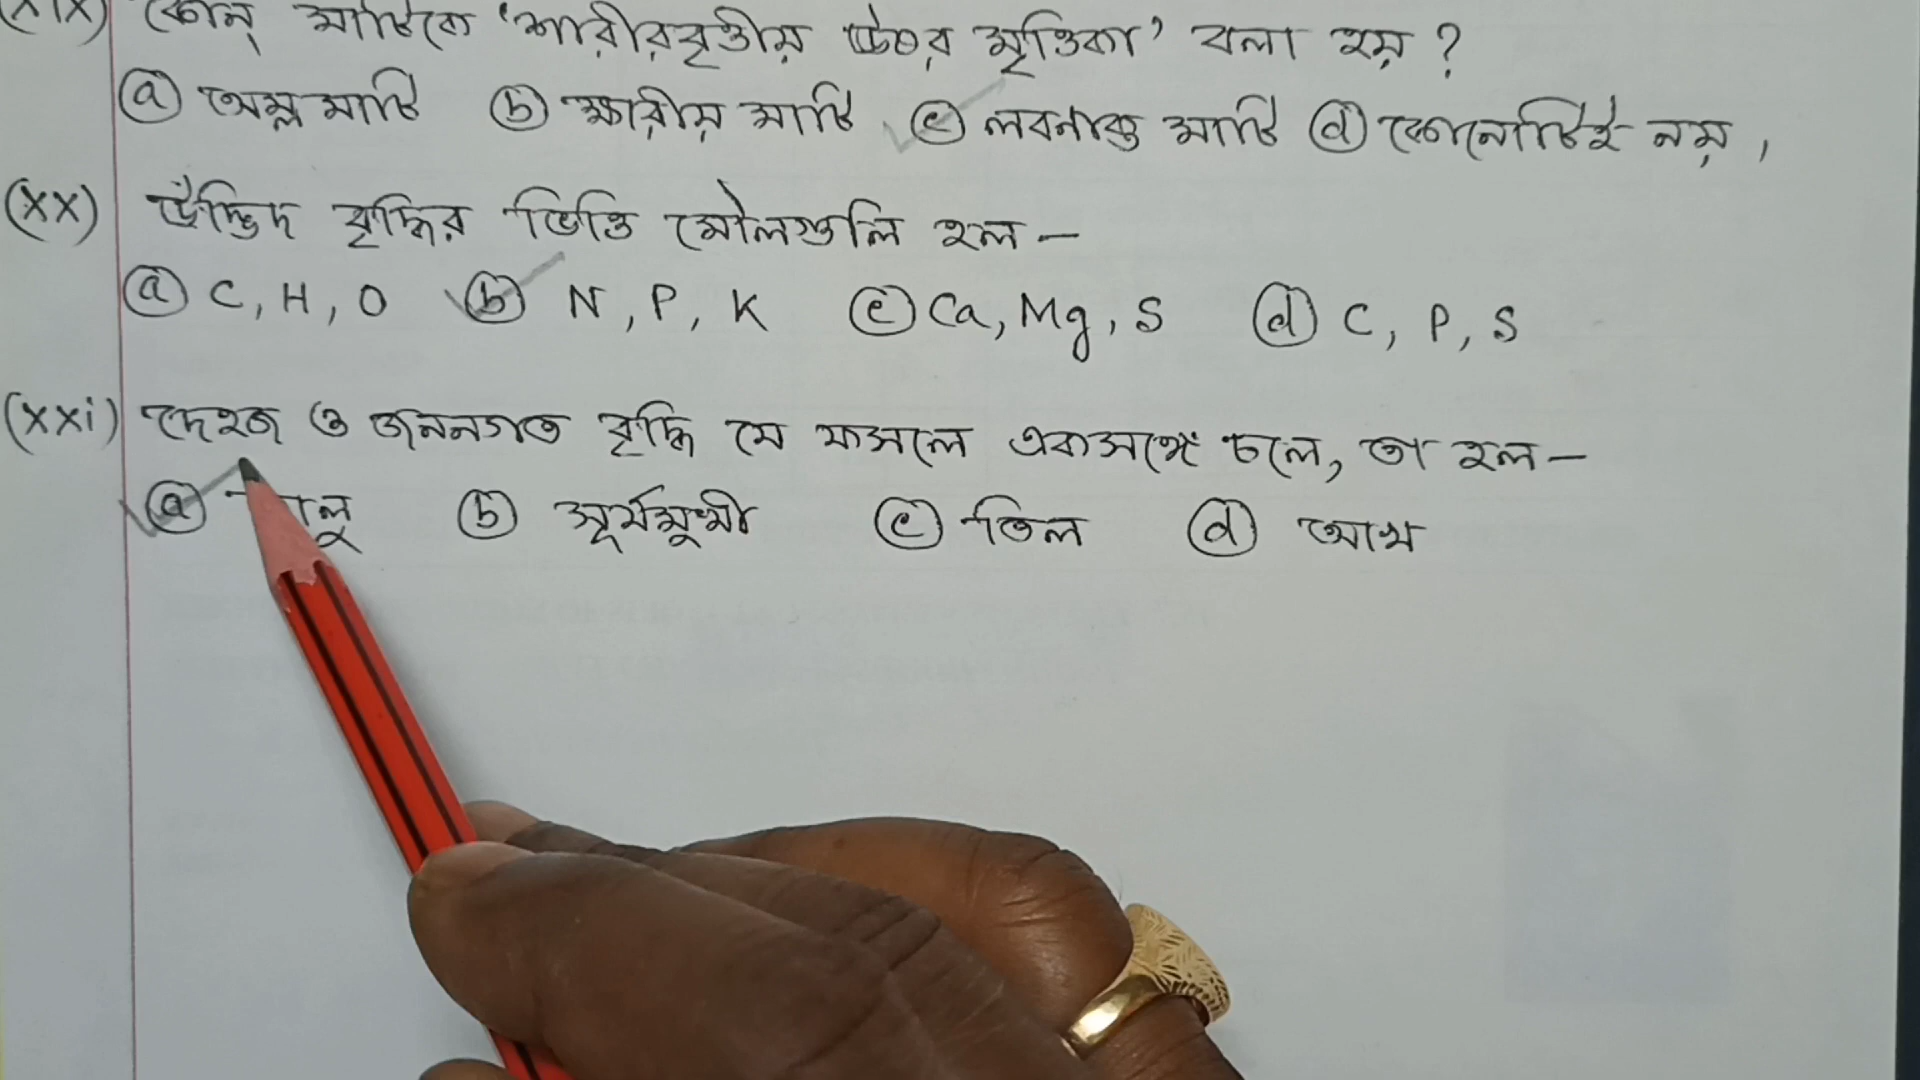 (xix) কোন্ মাটিকে 'শারীরবৃত্তীয় ঊষর মৃত্তিকা' বলা হয় ?
ⓐ অম্ল মাটি ⓑ ক্ষারীয় মাটি ⓒ লবনাক্ত মাটি ⓓ কোনোটিই নয়,
(xx) উদ্ভিদ বৃদ্ধির ভিত্তি মৌলগুলি হল –
ⓐ C, H, O ⓑ N, P, K ⓒ Ca, Mg, S ⓓ C, P, S
(xxi) দেহজ ও জননগত বৃদ্ধি যে ফসলে একসঙ্গে চলে, তা হল –
ⓐ ⓑ সূর্যমুখী ⓒ তিল ⓓ আখ